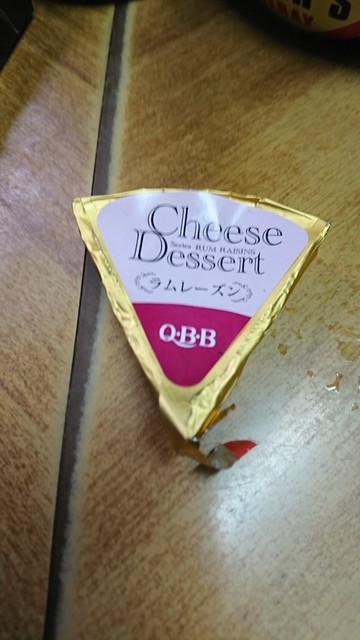 Cheese
Series RUM RAISINS
Dessert
ラムレーズン
Q·B·B